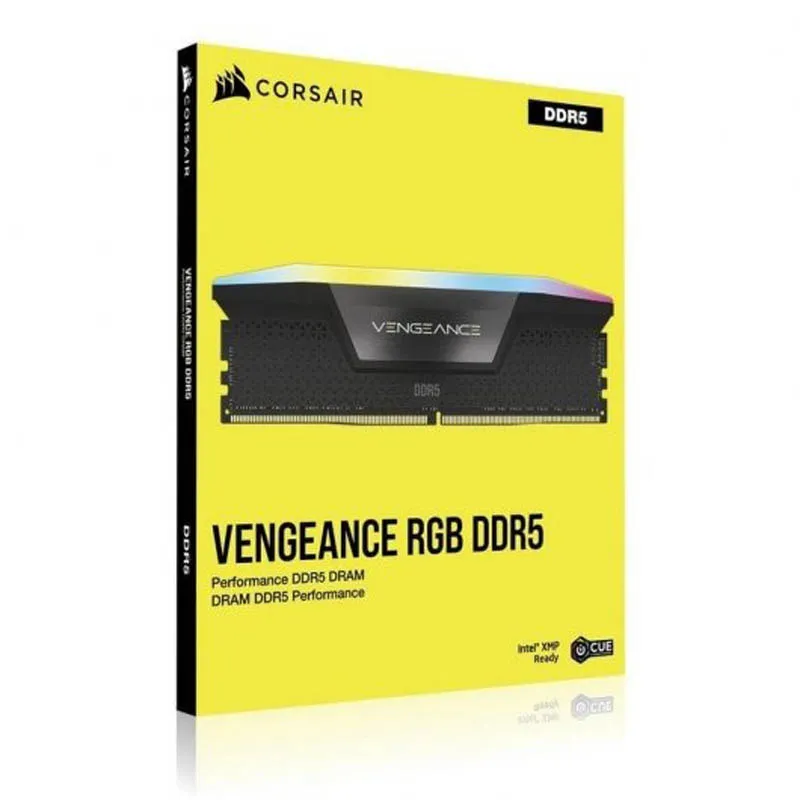 CORSAIR
DDR5
VENGEANCE
DDR5
VENGEANCE RGB DDR5
Performance DDR5 DRAM
DRAM DDR5 Performance
Intel® XMP
Ready
CUE
CORSAIR
VENGEANCE RGB DDR5
DDR5